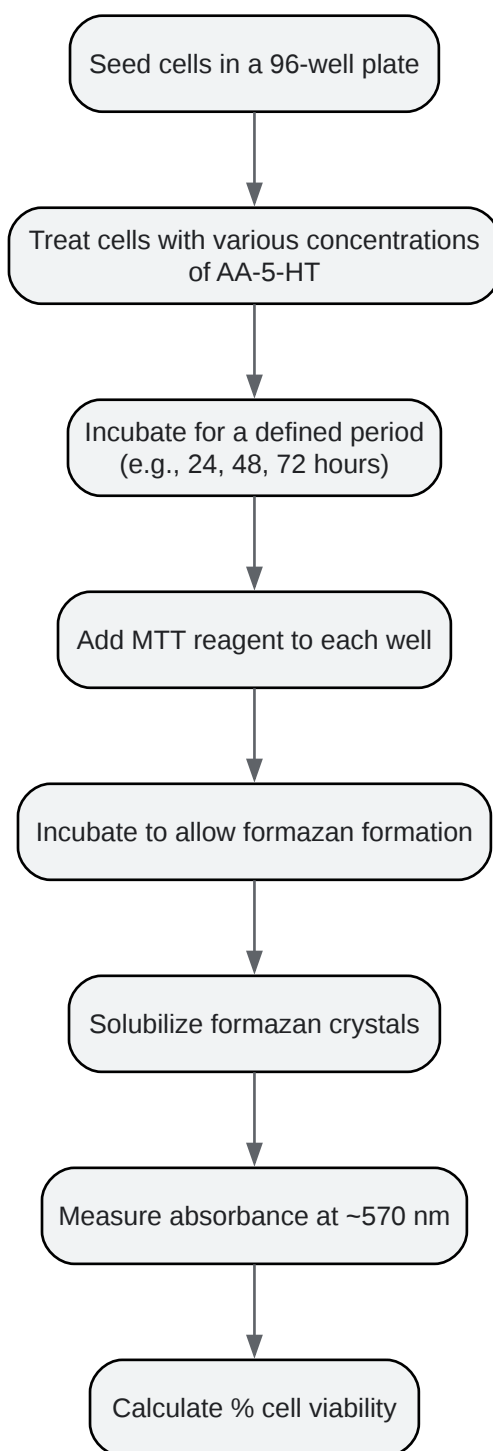 Seed cells in a 96-well plate
Treat cells with various concentrations
of AA-5-HT
Incubate for a defined period
(e.g., 24, 48, 72 hours)
Add MTT reagent to each well
Incubate to allow formazan formation
Solubilize formazan crystals
Measure absorbance at ~570 nm
Calculate % cell viability